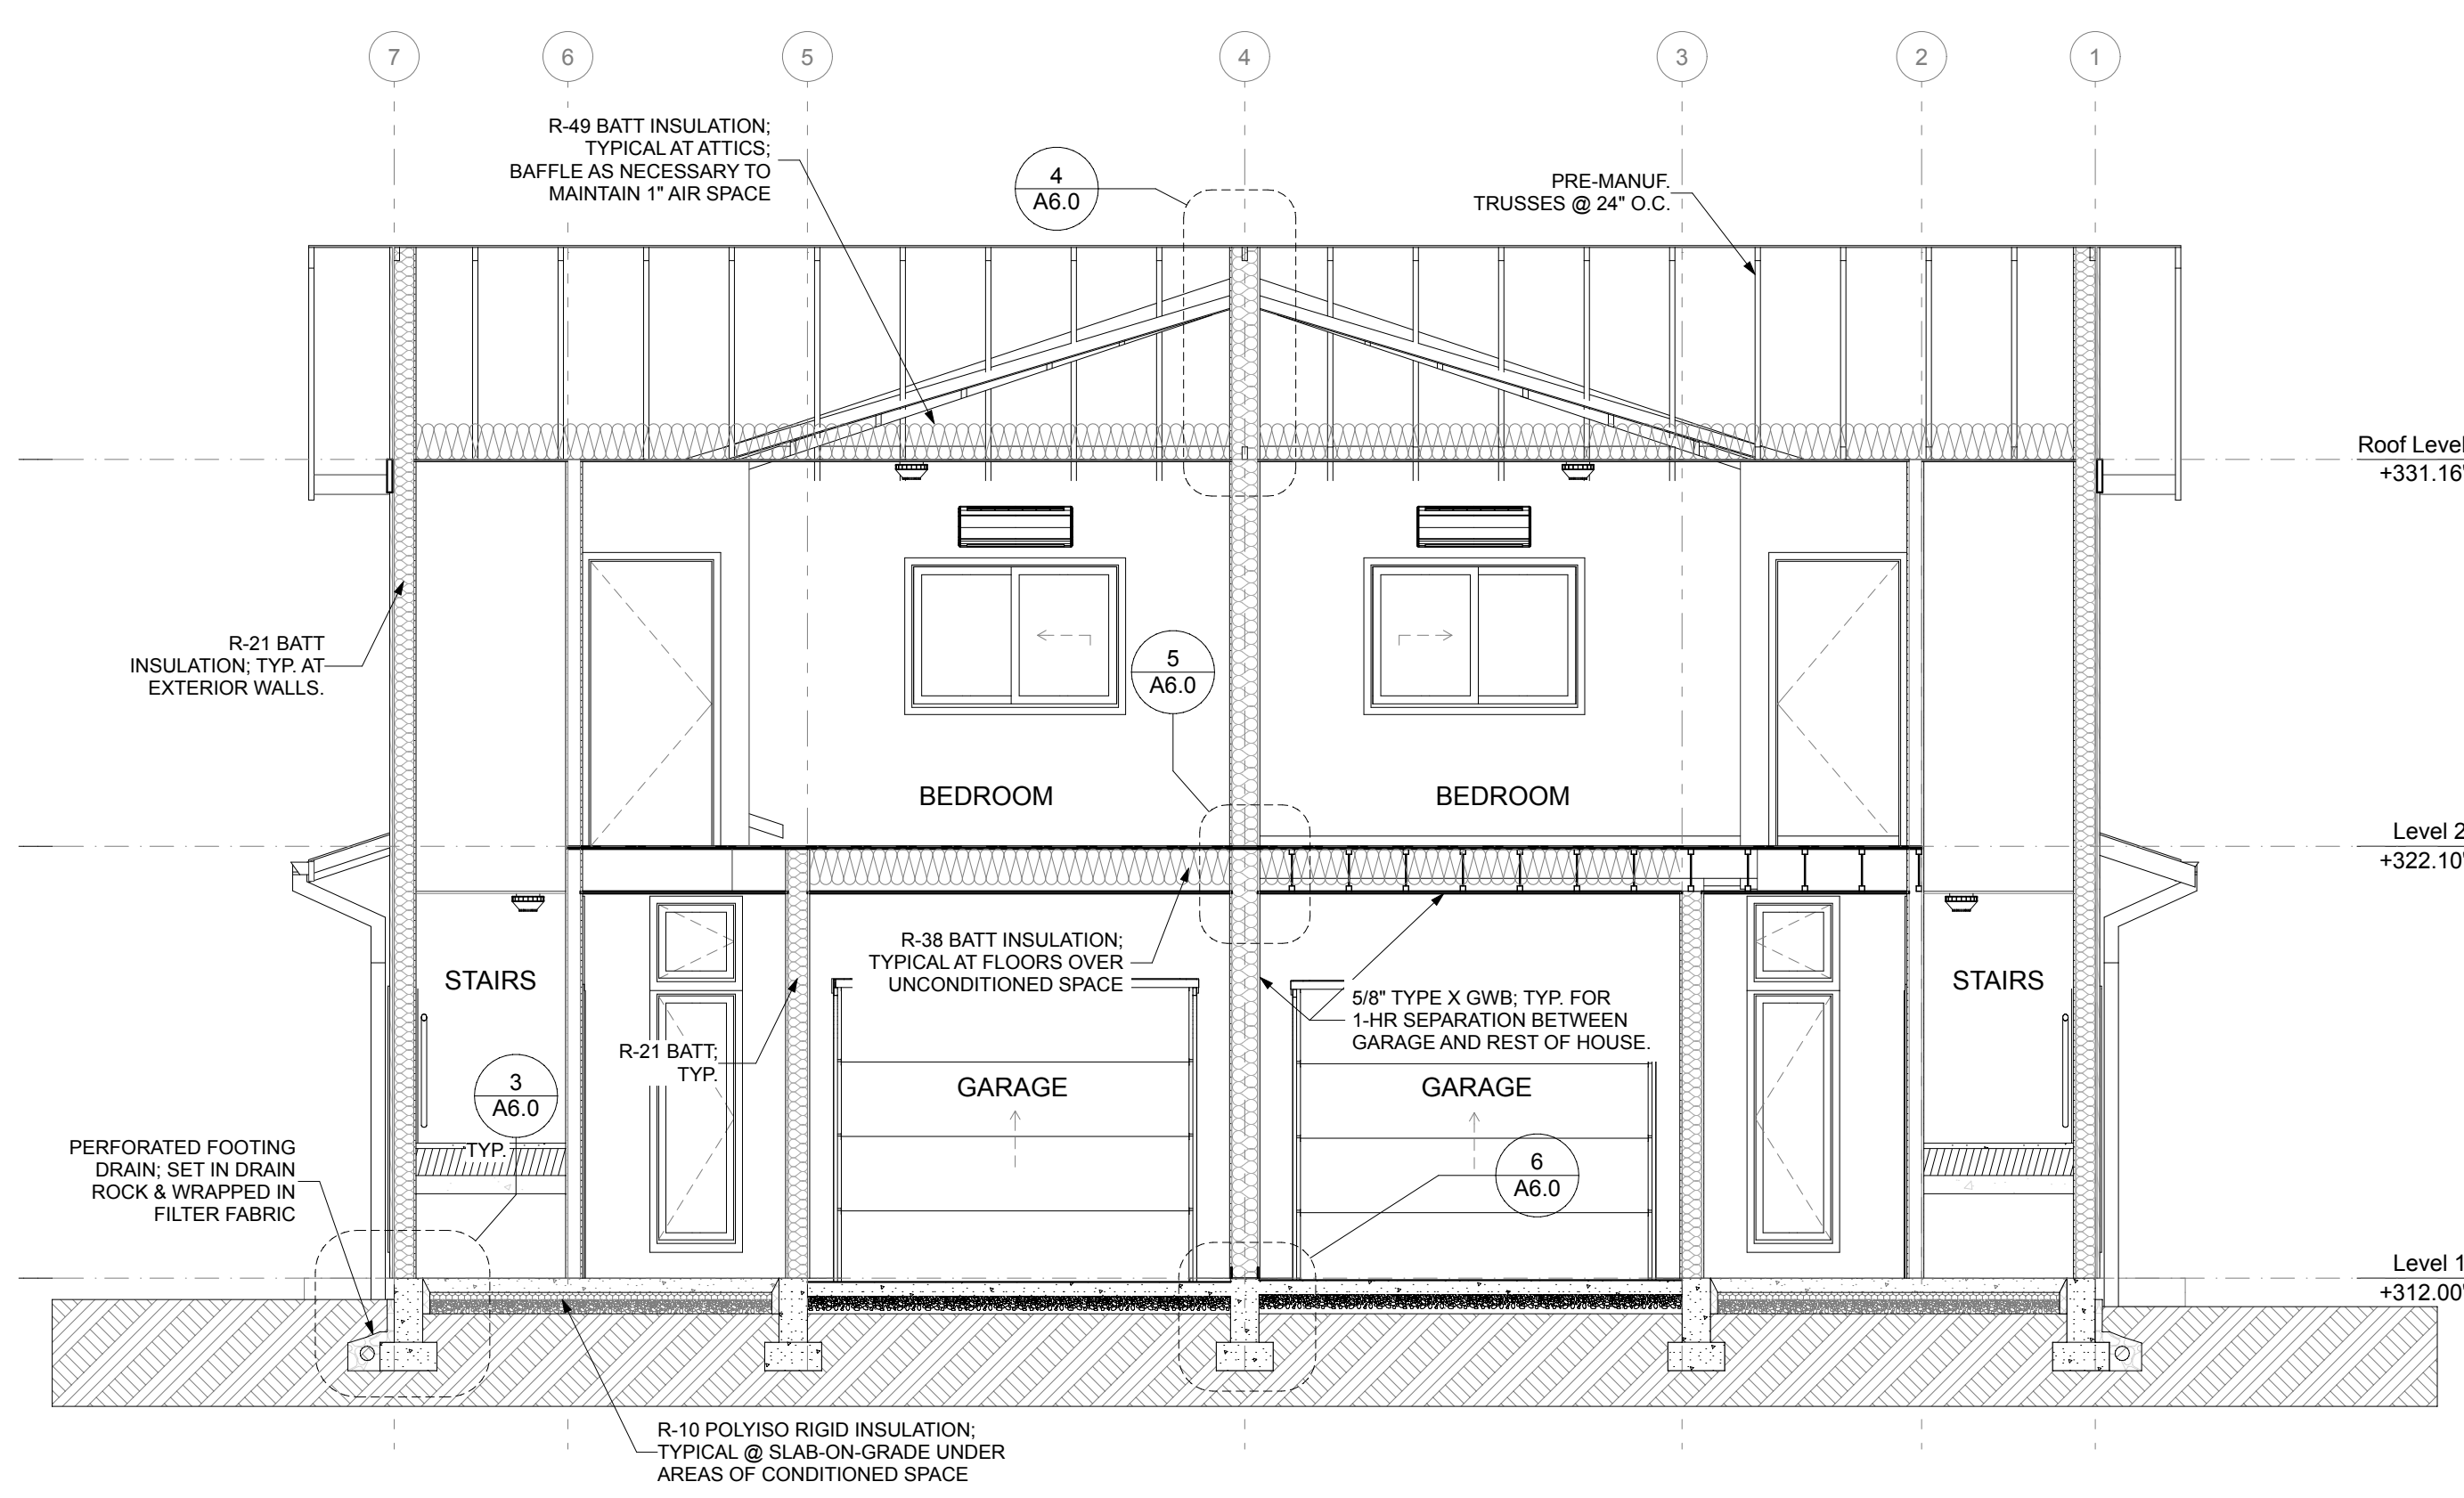 7 6 5 4 3 2 1
R-49 BATT INSULATION;
TYPICAL AT ATTICS;
BAFFLE AS NECESSARY TO
MAINTAIN 1" AIR SPACE
4
A6.0
PRE-MANUF.
TRUSSES @ 24" O.C.
Roof Level
+331.16'
R-21 BATT
INSULATION; TYP. AT
EXTERIOR WALLS.
5
A6.0
BEDROOM
BEDROOM
Level 2
+322.10'
R-38 BATT INSULATION;
TYPICAL AT FLOORS OVER
UNCONDITIONED SPACE
STAIRS
STAIRS
5/8" TYPE X GWB; TYP. FOR
1-HR SEPARATION BETWEEN
GARAGE AND REST OF HOUSE.
R-21 BATT;
TYP.
3
A6.0
TYP.
GARAGE
GARAGE
6
A6.0
PERFORATED FOOTING
DRAIN; SET IN DRAIN
ROCK & WRAPPED IN
FILTER FABRIC
Level 1
+312.00'
R-10 POLYISO RIGID INSULATION;
TYPICAL @ SLAB-ON-GRADE UNDER
AREAS OF CONDITIONED SPACE